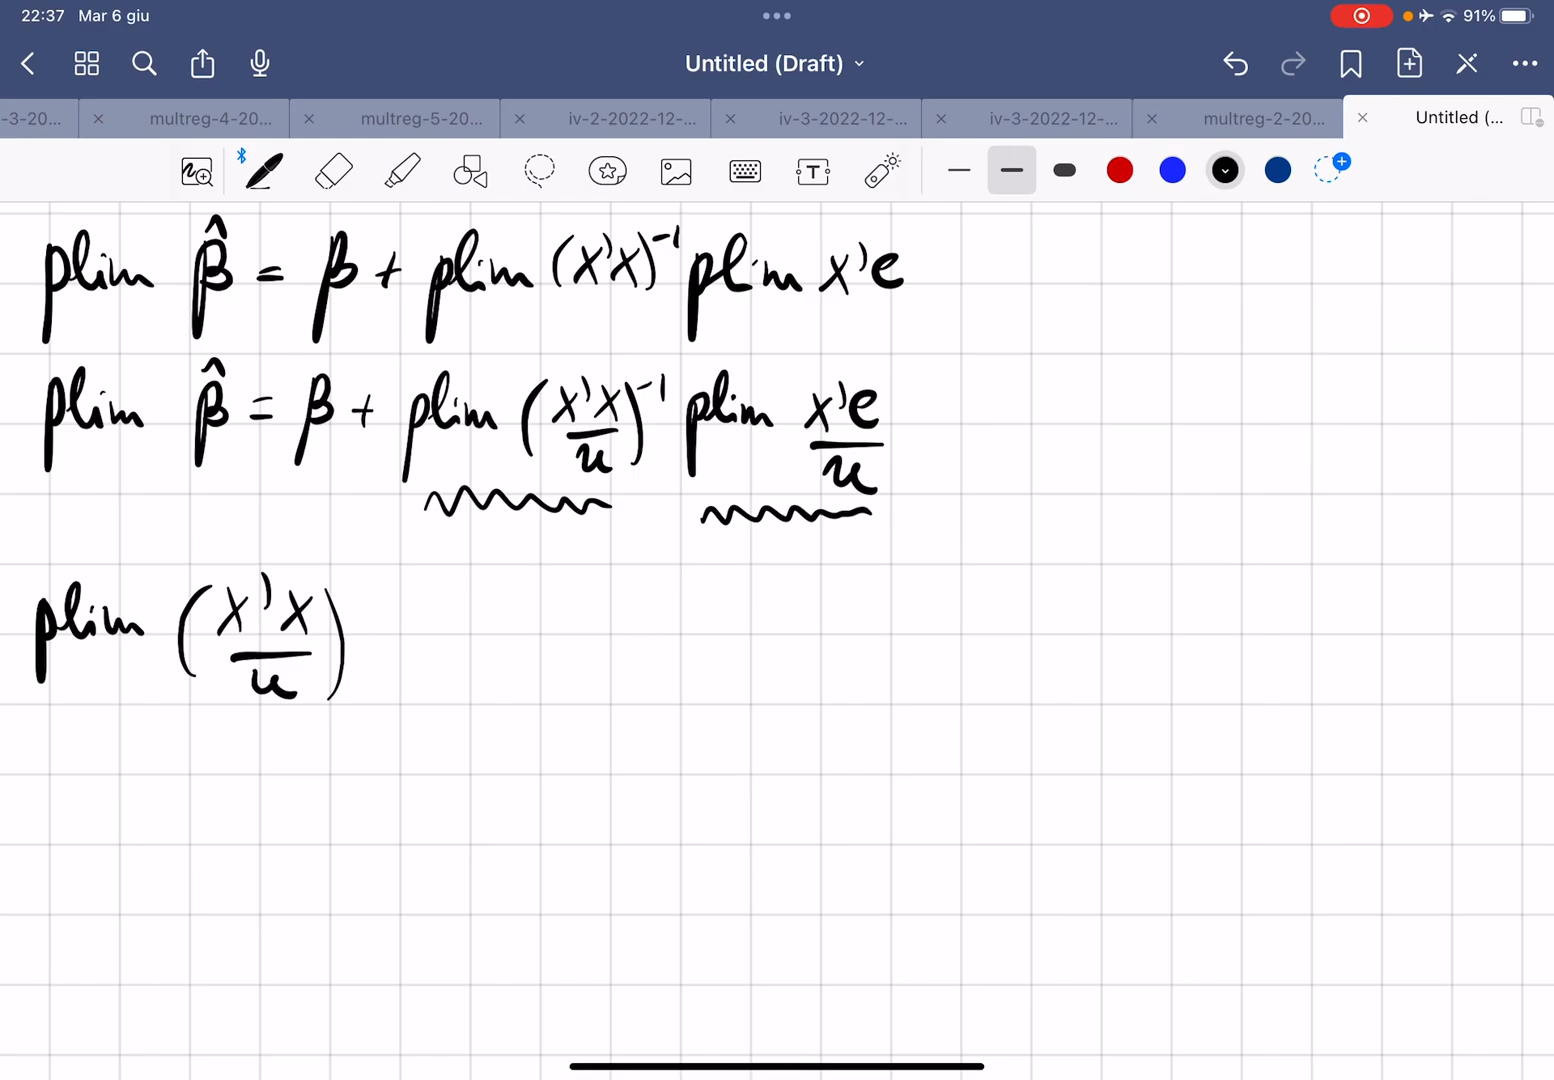 22:37 Mar 6 giu 91%
Untitled (Draft)
-3-20... multreg-4-20... multreg-5-20... iv-2-2022-12-... iv-3-2022-12-... iv-3-2022-12-... multreg-2-20... Untitled (...
plim β̂ = β + plim (X'X)⁻¹ plim X'e
plim β̂ = β + plim (X'X/n)⁻¹ plim X'e/n
plim (X'X/n)